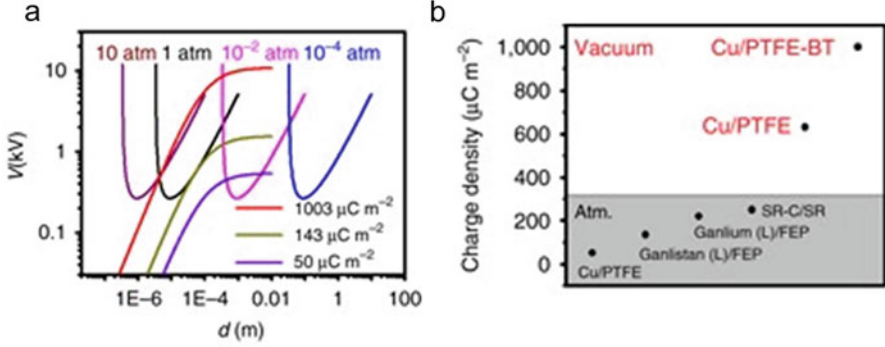 a
10 atm 1 atm 10⁻² atm 10⁻⁴ atm
10
1
0.1
V(kV)
1003 μC m⁻²
143 μC m⁻²
50 μC m⁻²
1E−6 1E−4 0.01 1 100
d (m)
b
1,000
800
600
400
200
0
Charge density (μC m⁻²)
Vacuum
Cu/PTFE-BT
Cu/PTFE
Atm.
SR-C/SR
Ganlium (L)/FEP
Ganlistan (L)/FEP
Cu/PTFE